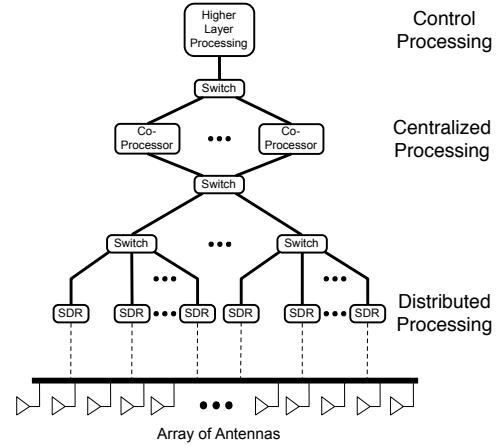 Higher
Layer
Processing
Control
Processing
Switch
Co-
Processor
Co-
Processor
Centralized
Processing
Switch
Switch
Switch
SDR
SDR
SDR
SDR
SDR
SDR
Distributed
Processing
Array of Antennas